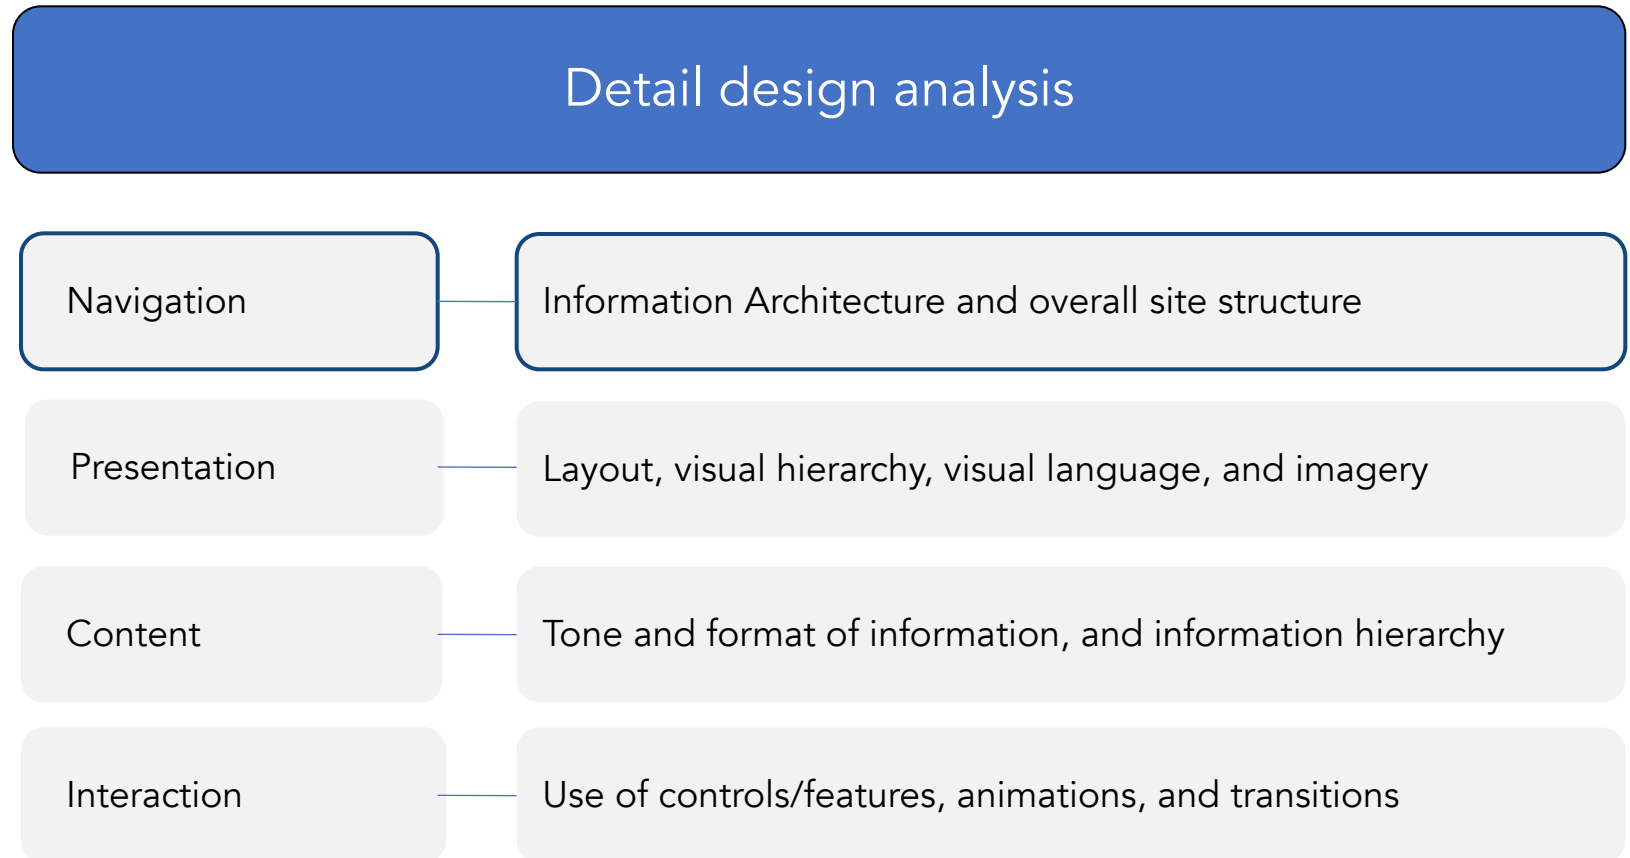 Detail design analysis
Navigation
Information Architecture and overall site structure
Presentation
Layout, visual hierarchy, visual language, and imagery
Content
Tone and format of information, and information hierarchy
Interaction
Use of controls/features, animations, and transitions